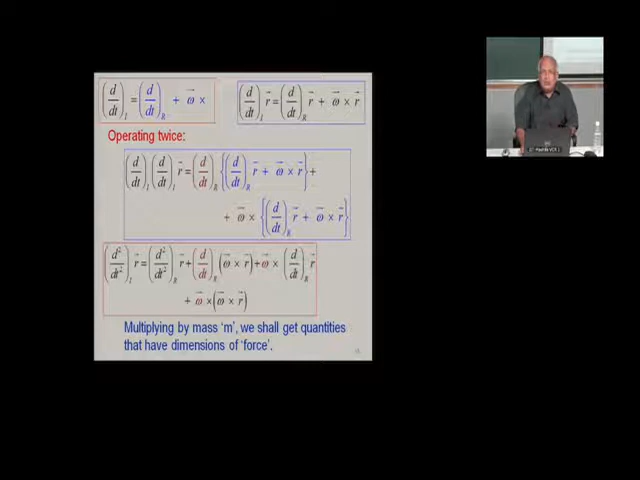 (d/dt)_I = (d/dt)_R + ω⃗ ×
(d/dt)_I r⃗ = (d/dt)_R r⃗ + ω⃗ × r⃗
Operating twice:
(d/dt)_I (d/dt)_I r⃗ = (d/dt)_R {(d/dt)_R r⃗ + ω⃗ × r⃗} +
+ ω⃗ × {(d/dt)_R r⃗ + ω⃗ × r⃗}
(d²/dt²)_I r⃗ = (d²/dt²)_R r⃗ + (d/dt)_R (ω⃗ × r⃗) + ω⃗ × (d/dt)_R r⃗
+ ω⃗ × (ω⃗ × r⃗)
Multiplying by mass 'm', we shall get quantities
that have dimensions of 'force'.